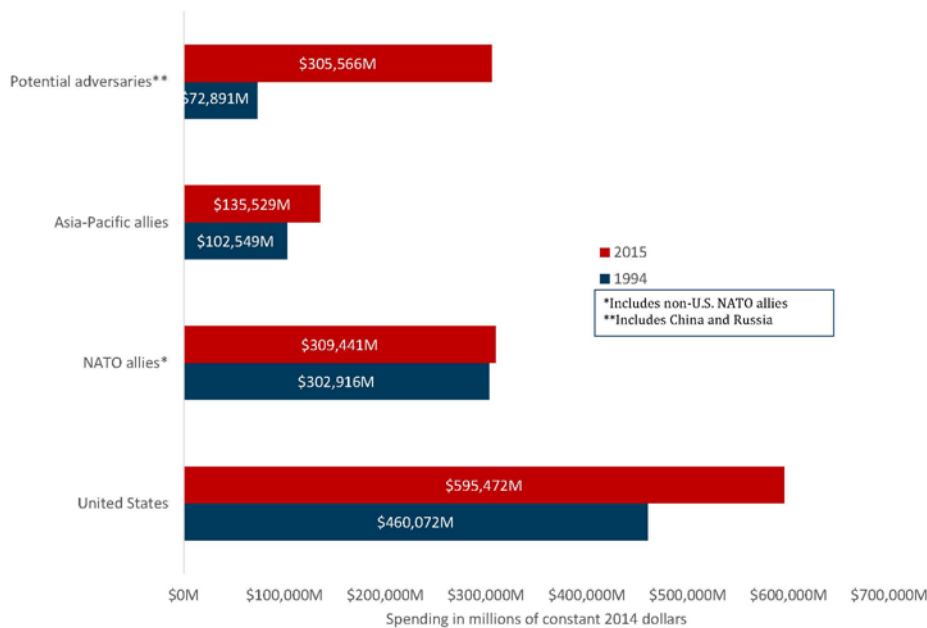 Potential adversaries**
$305,566M
$72,891M
Asia-Pacific allies
$135,529M
$102,549M
2015
1994
*Includes non-U.S. NATO allies
**Includes China and Russia
NATO allies*
$309,441M
$302,916M
United States
$595,472M
$460,072M
$0M $100,000M $200,000M $300,000M $400,000M $500,000M $600,000M $700,000M
Spending in millions of constant 2014 dollars